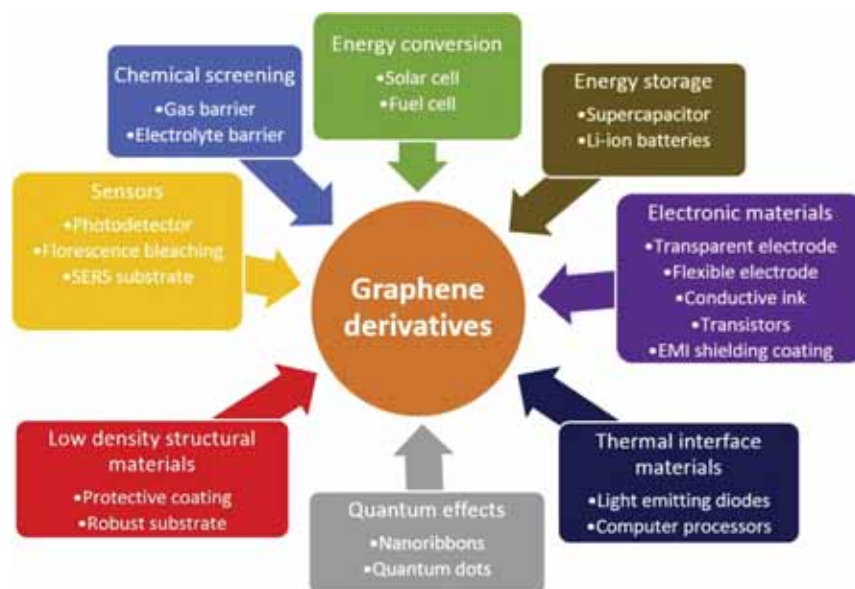 Energy conversion
•Solar cell
•Fuel cell
Chemical screening
•Gas barrier
•Electrolyte barrier
Energy storage
•Supercapacitor
•Li-ion batteries
Sensors
•Photodetector
•Florescence bleaching
•SERS substrate
Electronic materials
•Transparent electrode
•Flexible electrode
•Conductive ink
•Transistors
•EMI shielding coating
Graphene
derivatives
Low density structural
materials
•Protective coating
•Robust substrate
Quantum effects
•Nanoribbons
•Quantum dots
Thermal interface
materials
•Light emitting diodes
•Computer processors